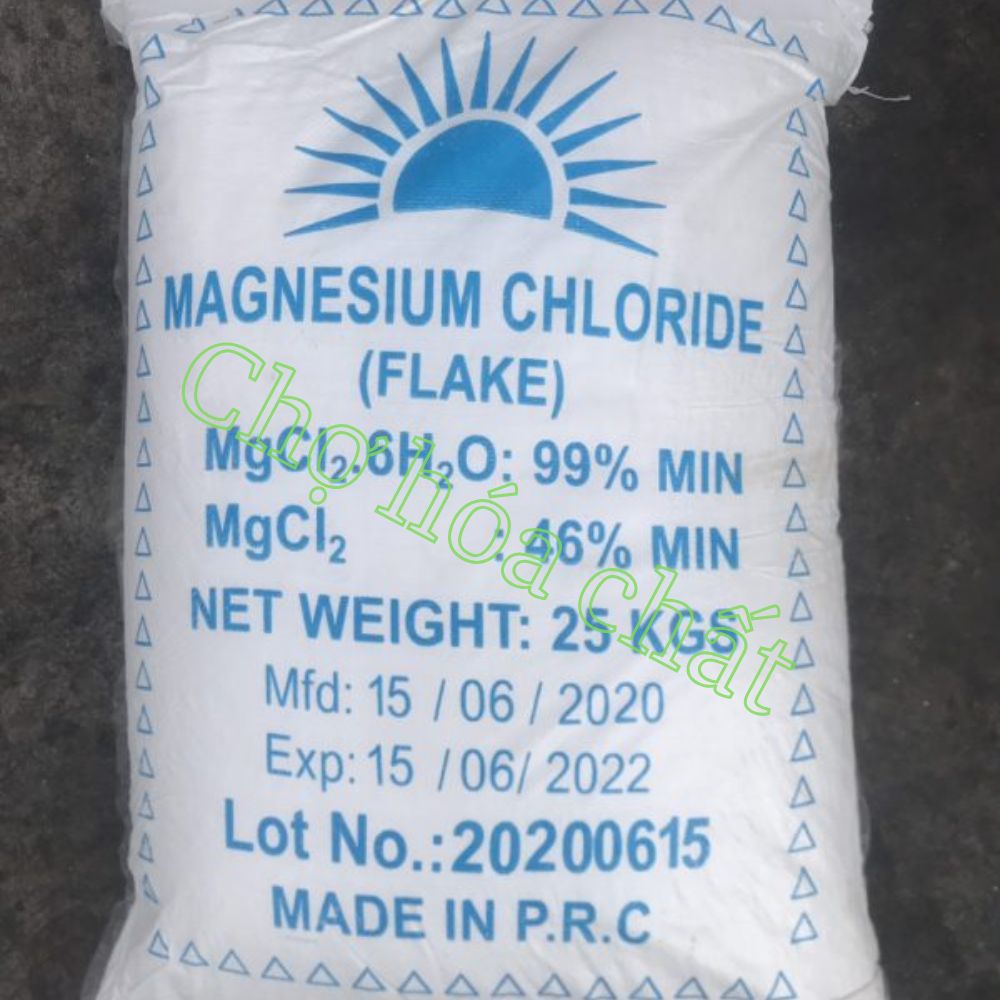 MAGNESIUM CHLORIDE
(FLAKE)
MgCl₂.6H₂O: 99% MIN
MgCl₂ : 46% MIN
NET WEIGHT: 25 KGS
Mfd: 15 / 06 / 2020
Exp: 15 / 06/ 2022
Lot No.:20200615
MADE IN P.R.C
Chợ hóa chất